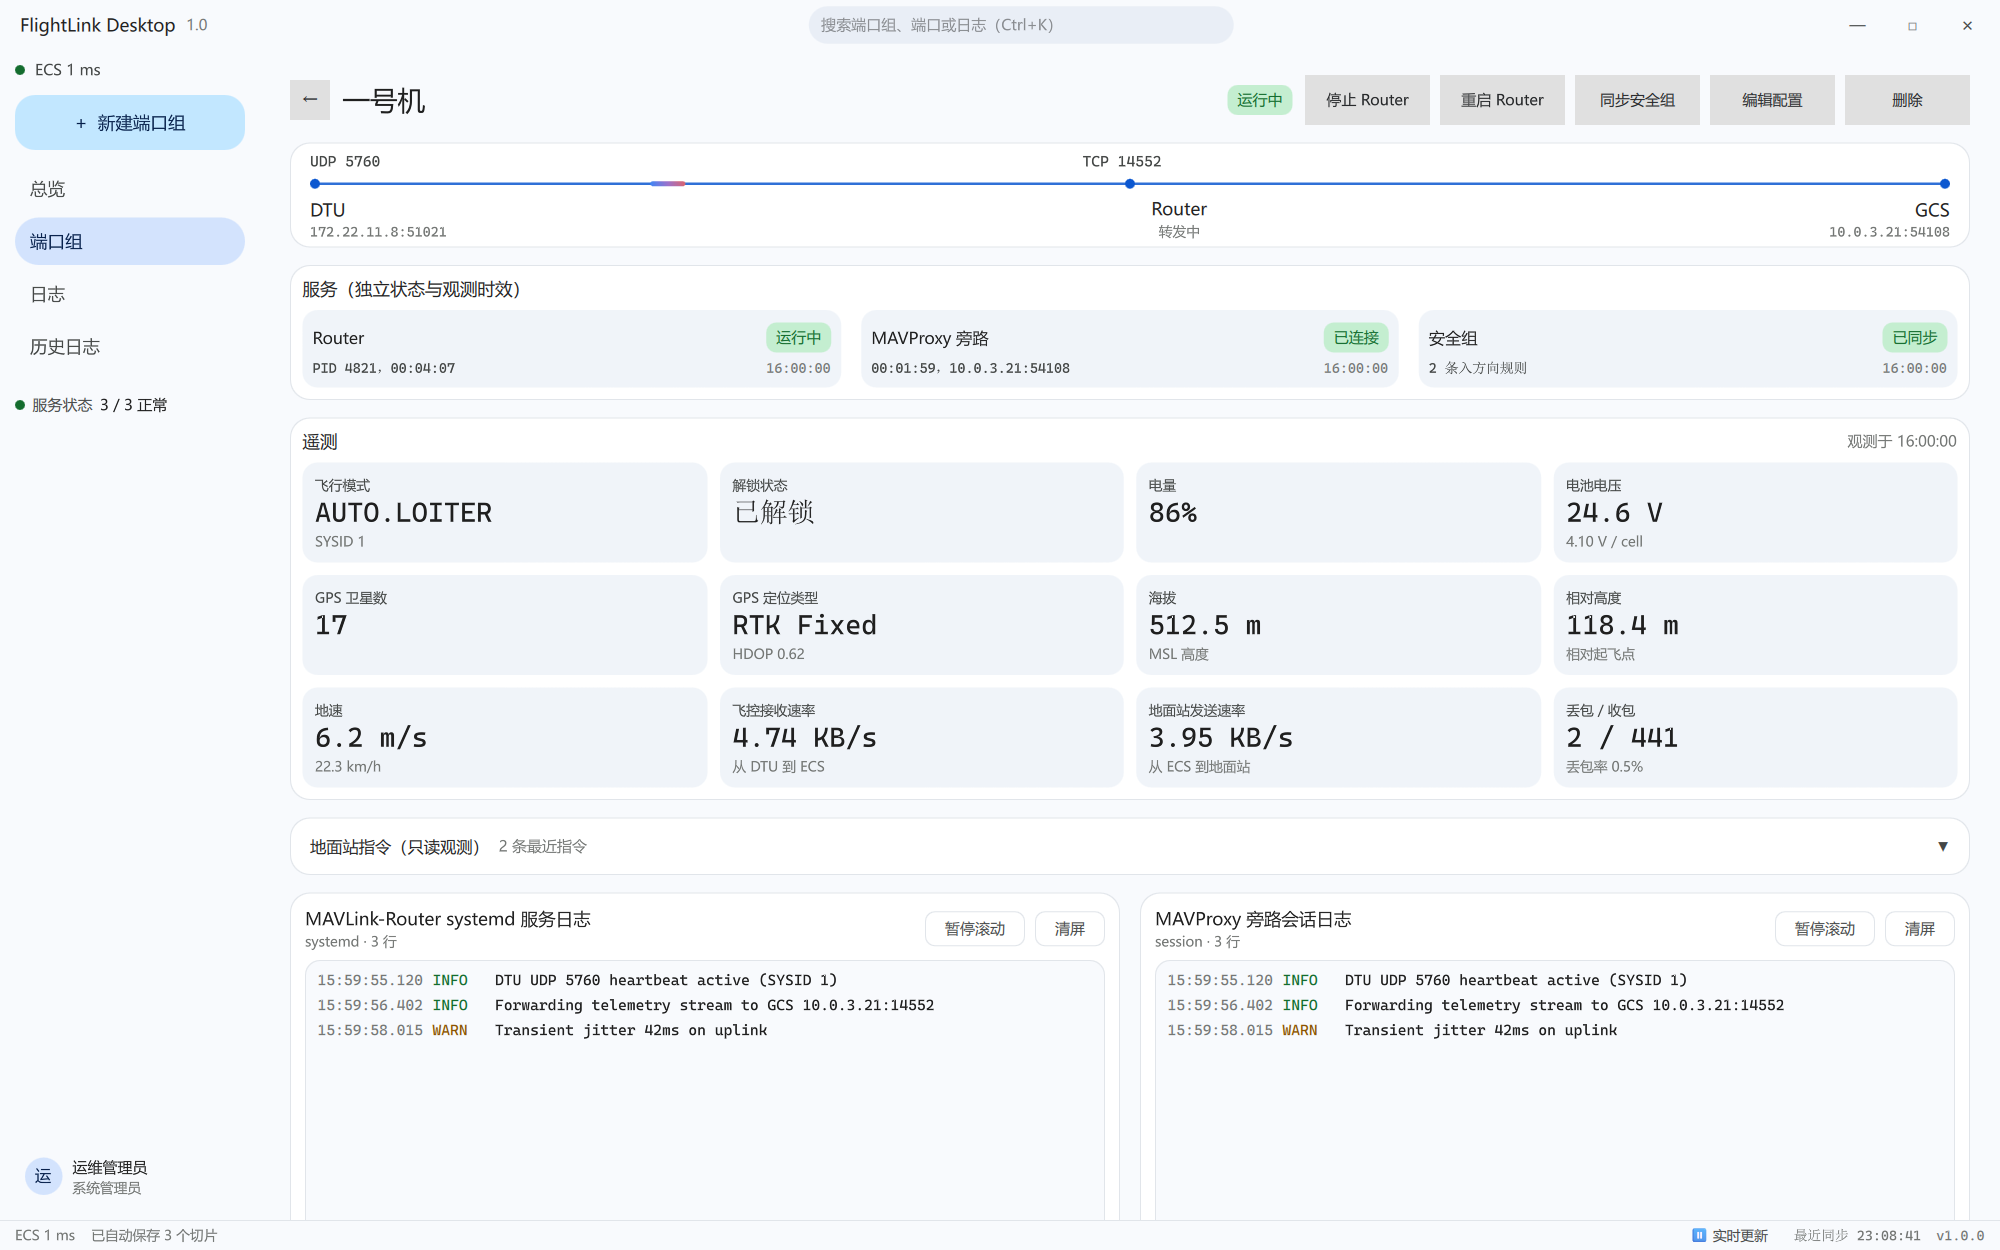 FlightLink Desktop 1.0
搜索端口组、端口或日志（Ctrl+K）
ECS 1 ms
+ 新建端口组
总览
端口组
日志
历史日志
服务状态 3 / 3 正常
← 一号机
运行中
停止 Router
重启 Router
同步安全组
编辑配置
删除
UDP 5760
TCP 14552
DTU
172.22.11.8:51021
Router
转发中
GCS
10.0.3.21:54108
服务（独立状态与观测时效）
Router 运行中
PID 4821，00:04:07 16:00:00
MAVProxy 旁路 已连接
00:01:59，10.0.3.21:54108 16:00:00
安全组 已同步
2 条入方向规则 16:00:00
遥测 观测于 16:00:00
飞行模式
AUTO.LOITER
SYSID 1
解锁状态
已解锁
电量
86%
电池电压
24.6 V
4.10 V / cell
GPS 卫星数
17
GPS 定位类型
RTK Fixed
HDOP 0.62
海拔
512.5 m
MSL 高度
相对高度
118.4 m
相对起飞点
地速
6.2 m/s
22.3 km/h
飞控接收速率
4.74 KB/s
从 DTU 到 ECS
地面站发送速率
3.95 KB/s
从 ECS 到地面站
丢包 / 收包
2 / 441
丢包率 0.5%
地面站指令（只读观测） 2 条最近指令 ▼
MAVLink-Router systemd 服务日志
systemd · 3 行
暂停滚动
清屏
15:59:55.120 INFO DTU UDP 5760 heartbeat active (SYSID 1)
15:59:56.402 INFO Forwarding telemetry stream to GCS 10.0.3.21:14552
15:59:58.015 WARN Transient jitter 42ms on uplink
MAVProxy 旁路会话日志
session · 3 行
暂停滚动
清屏
15:59:55.120 INFO DTU UDP 5760 heartbeat active (SYSID 1)
15:59:56.402 INFO Forwarding telemetry stream to GCS 10.0.3.21:14552
15:59:58.015 WARN Transient jitter 42ms on uplink
运 运维管理员
系统管理员
ECS 1 ms 已自动保存 3 个切片
实时更新 最近同步 23:08:41 v1.0.0